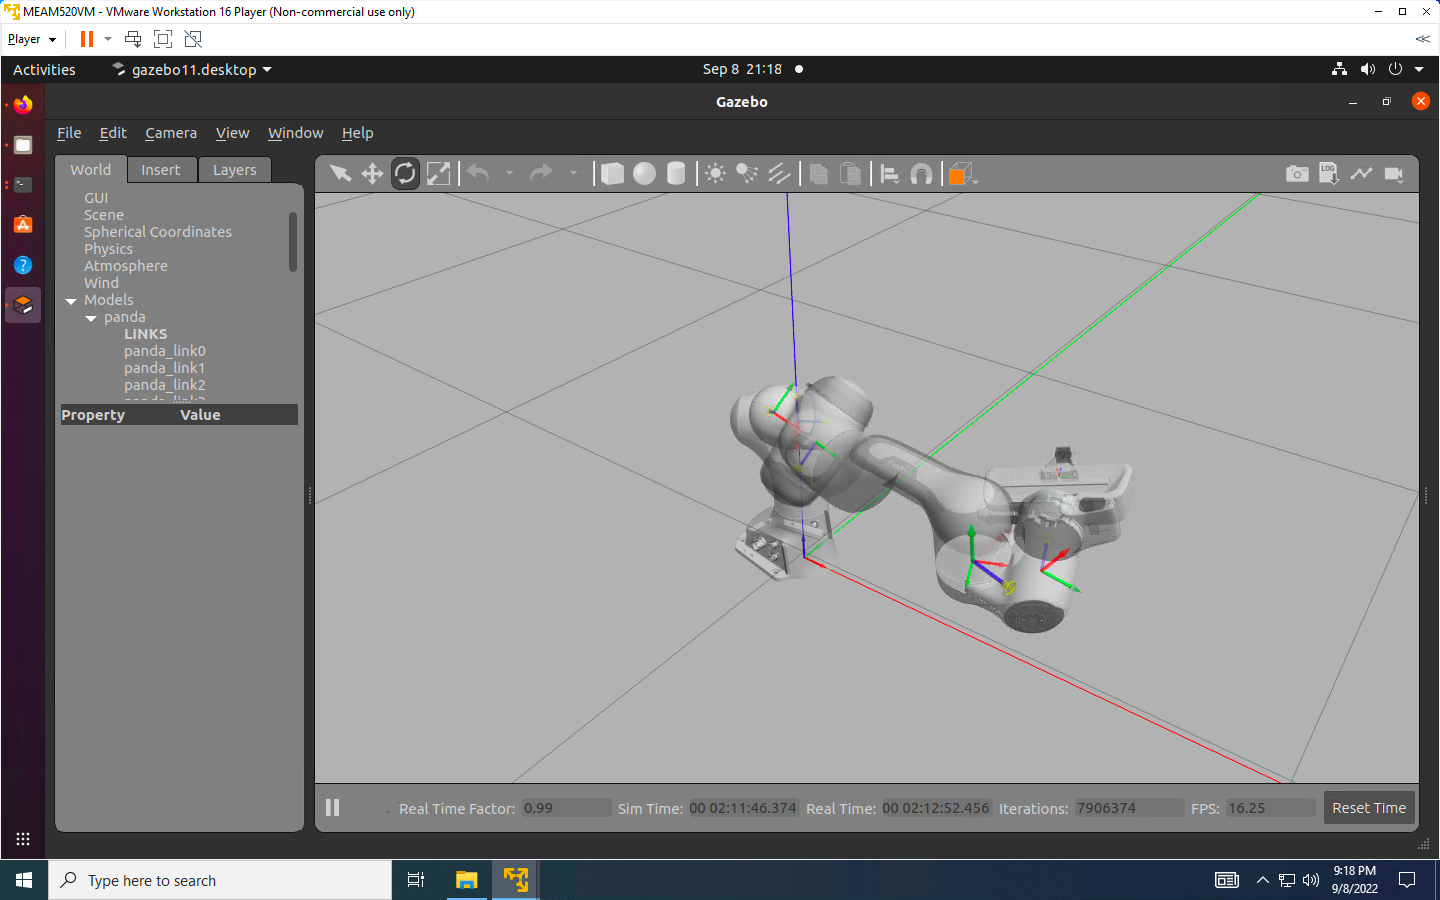 MEAM520VM - VMware Workstation 16 Player (Non-commercial use only)
Player
Activities
gazebo11.desktop
Sep 8 21:18
Gazebo
File Edit Camera View Window Help
World Insert Layers
LOG
GUI
Scene
Spherical Coordinates
Physics
Atmosphere
Wind
Models
panda
LINKS
panda_link0
panda_link1
panda_link2
Property Value
Real Time Factor: 0.99 Sim Time: 00 02:11:46.374 Real Time: 00 02:12:52.456 Iterations: 7906374 FPS: 16.25 Reset Time
Type here to search
9:18 PM
9/8/2022